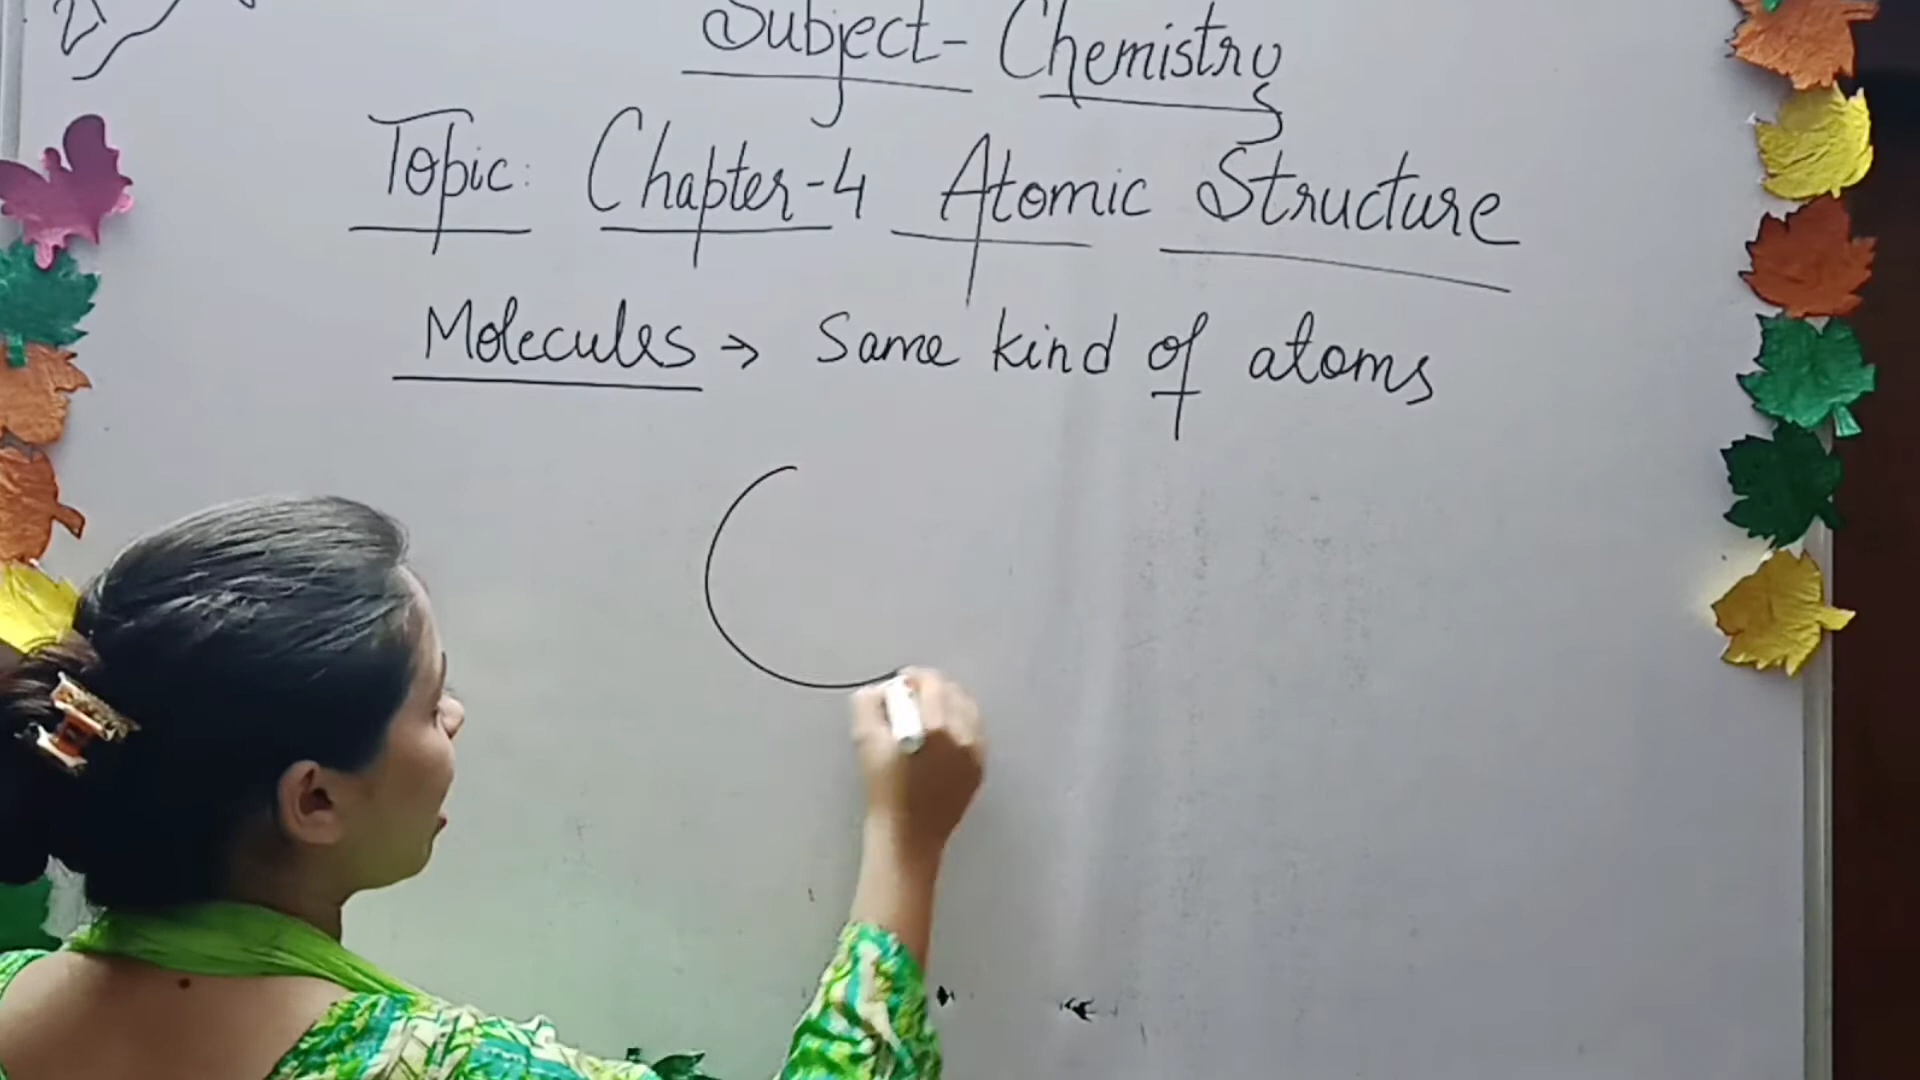 Subject- Chemistry
Topic: Chapter-4 Atomic Structure
Molecules → Same kind of atoms